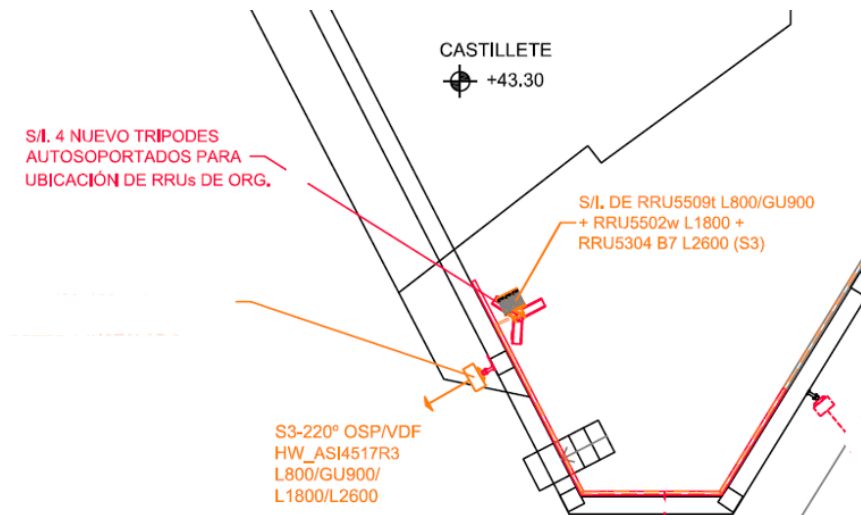 CASTILLETE
+43.30
S/I. 4 NUEVO TRIPODES
AUTOSOPORTADOS PARA
UBICACIÓN DE RRUs DE ORG.
S/I. DE RRU5509t L800/GU900
+ RRU5502w L1800 +
RRU5304 B7 L2600 (S3)
S3-220º OSP/VDF
HW_ASI4517R3
L800/GU900/
L1800/L2600